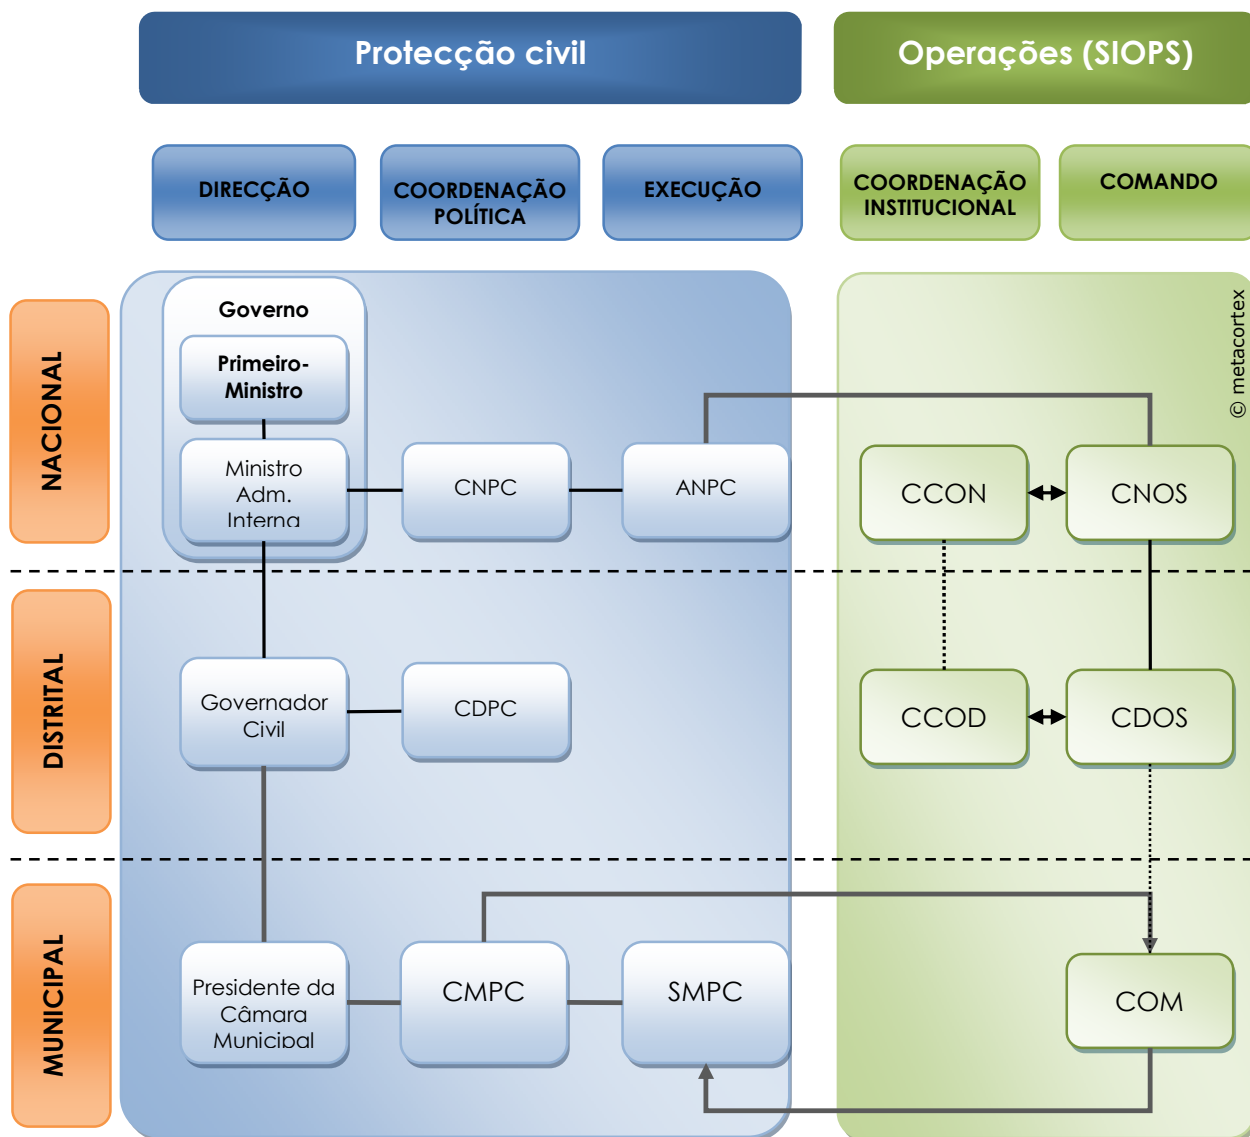 Protecção civil
Operações (SIOPS)
DIRECÇÃO
COORDENAÇÃO
POLÍTICA
EXECUÇÃO
COORDENAÇÃO
INSTITUCIONAL
COMANDO
NACIONAL
Governo
Primeiro-
Ministro
Ministro
Adm.
Interna
CNPC
ANPC
CCON
CNOS
© metacortex
DISTRITAL
Governador
Civil
CDPC
CCOD
CDOS
MUNICIPAL
Presidente da
Câmara
Municipal
CMPC
SMPC
COM